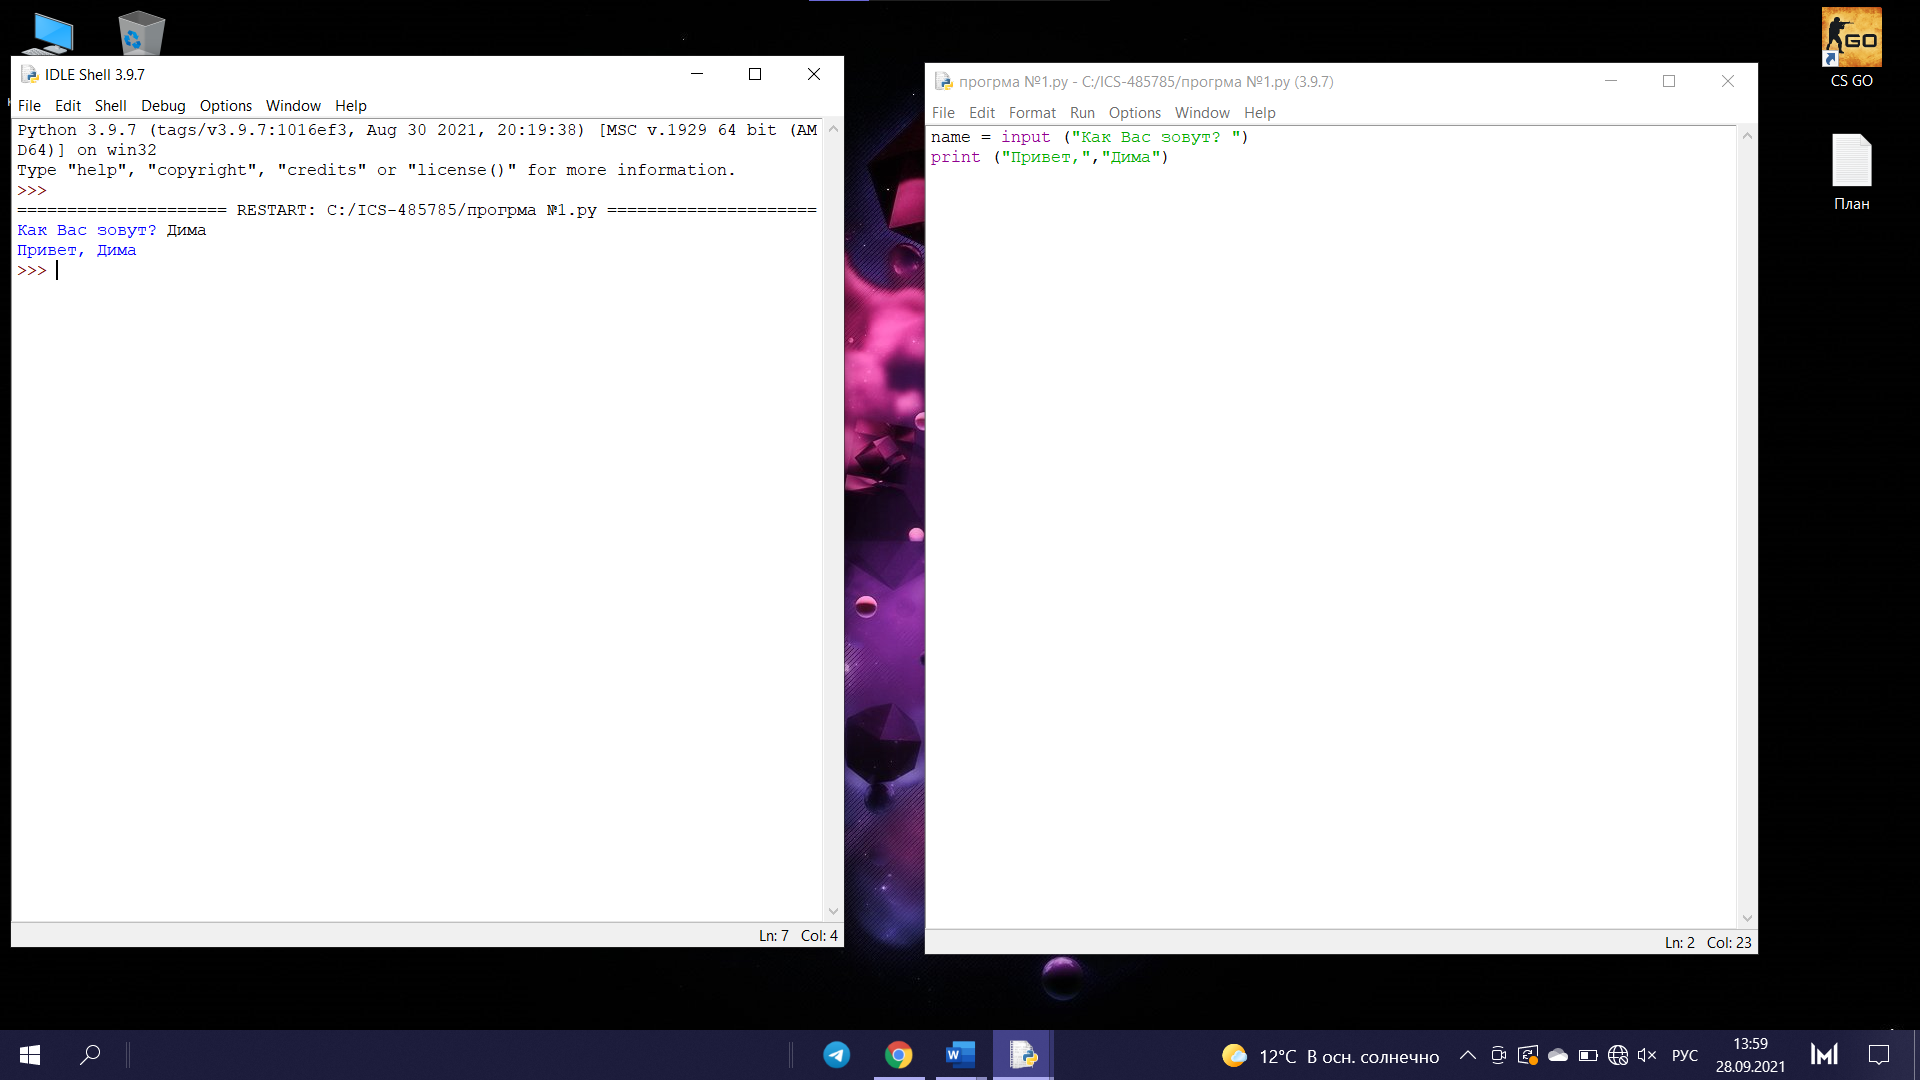 IDLE Shell 3.9.7
File Edit Shell Debug Options Window Help
Python 3.9.7 (tags/v3.9.7:1016ef3, Aug 30 2021, 20:19:38) [MSC v.1929 64 bit (AM
D64)] on win32
Type "help", "copyright", "credits" or "license()" for more information.
>>>
===================== RESTART: C:/ICS-485785/прогрма №1.py =====================
Как Вас зовут? Дима
Привет, Дима
>>>
Ln: 7 Col: 4
прогрма №1.py - C:/ICS-485785/прогрма №1.py (3.9.7)
File Edit Format Run Options Window Help
name = input ("Как Вас зовут? ")
print ("Привет,","Дима")
Ln: 2 Col: 23
GO
CS GO
План
W
12°C В осн. солнечно
РУС
13:59
28.09.2021